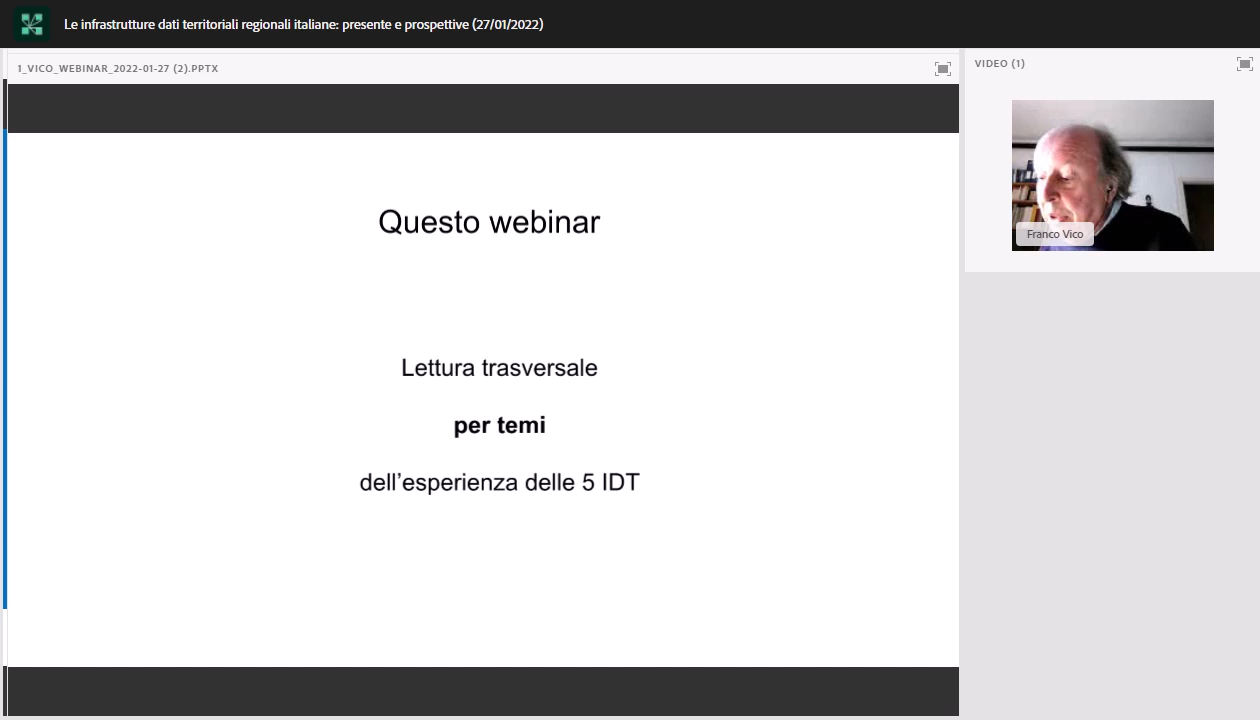 Le infrastrutture dati territoriali regionali italiane: presente e prospettive (27/01/2022)
1_VICO_WEBINAR_2022-01-27 (2).PPTX
VIDEO (1)
Questo webinar
Lettura trasversale
per temi
dell’esperienza delle 5 IDT
Franco Vico